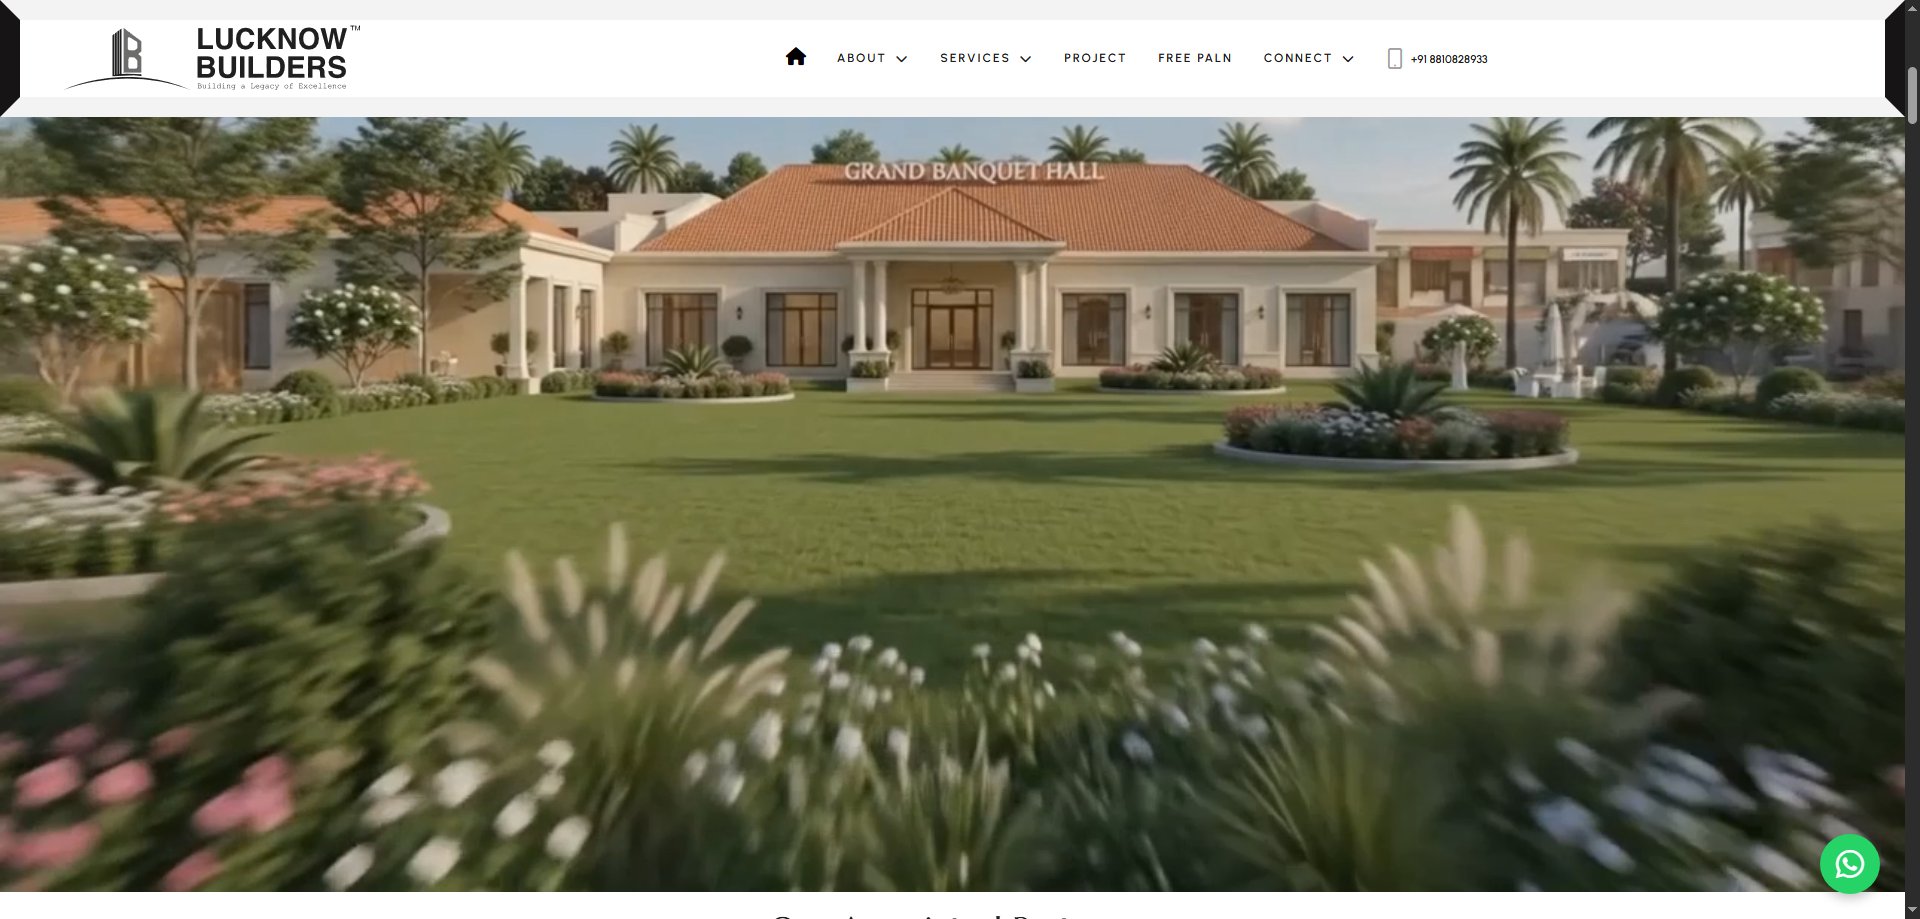 LUCKNOW™
BUILDERS
Building a Legacy of Excellence
ABOUT
SERVICES
PROJECT
FREE PALN
CONNECT
+91 8810828933
GRAND BANQUET HALL